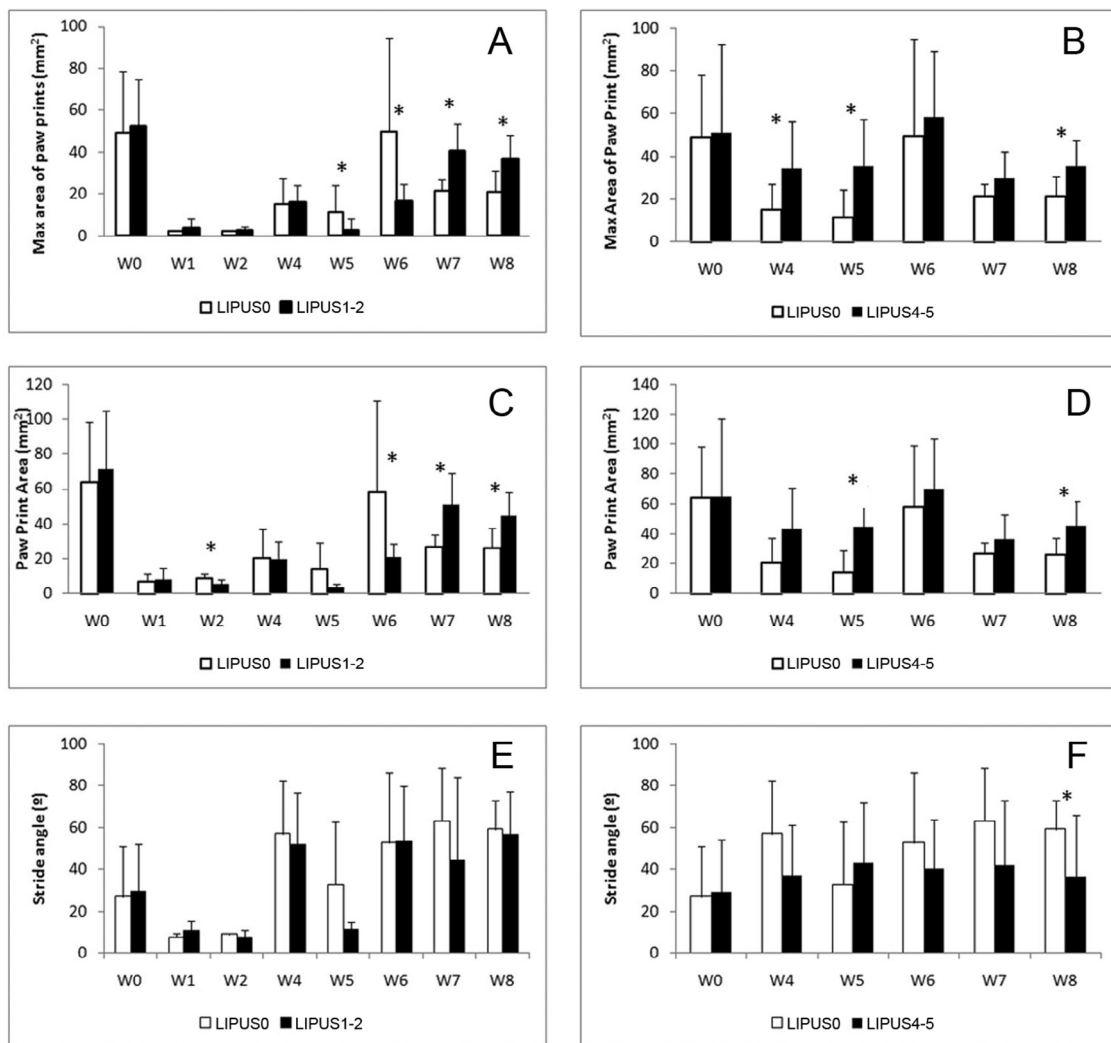 A
Max area of paw prints (mm²)
100
80
60
40
20
0
* * * *
W0 W1 W2 W4 W5 W6 W7 W8
LIPUS0 LIPUS1-2
B
Max Area of Paw Print (mm²)
100
80
60
40
20
0
* * *
W0 W4 W5 W6 W7 W8
LIPUS0 LIPUS4-5
C
Paw Print Area (mm²)
120
100
80
60
40
20
0
* * * *
W0 W1 W2 W4 W5 W6 W7 W8
LIPUS0 LIPUS1-2
D
Paw Print Area (mm²)
140
120
100
80
60
40
20
0
* *
W0 W4 W5 W6 W7 W8
LIPUS0 LIPUS4-5
E
Stride angle (º)
100
80
60
40
20
0
W0 W1 W2 W4 W5 W6 W7 W8
LIPUS0 LIPUS1-2
F
Stride angle (º)
100
80
60
40
20
0
*
W0 W4 W5 W6 W7 W8
LIPUS0 LIPUS4-5